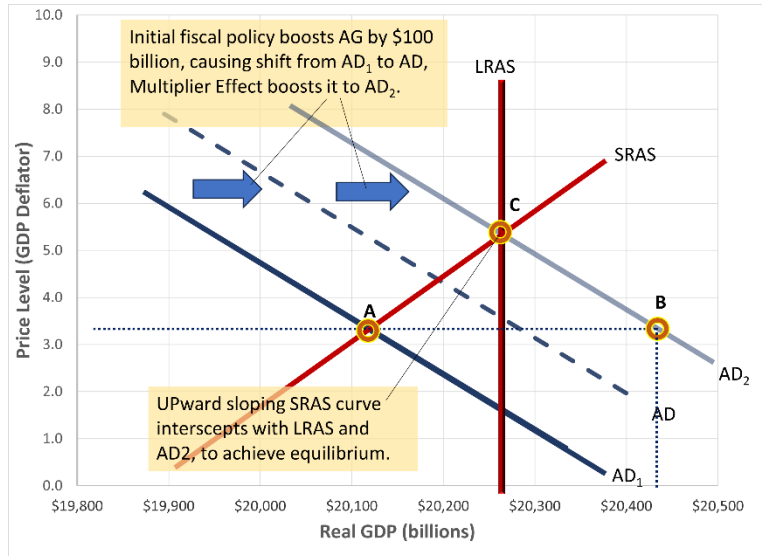 Initial fiscal policy boosts AG by $100
billion, causing shift from AD1 to AD,
Multiplier Effect boosts it to AD2.
LRAS
SRAS
C
A
B
AD2
AD
AD1
UPward sloping SRAS curve
interscepts with LRAS and
AD2, to achieve equilibrium.
Price Level (GDP Deflator)
10.0
9.0
8.0
7.0
6.0
5.0
4.0
3.0
2.0
1.0
0.0
$19,800 $19,900 $20,000 $20,100 $20,200 $20,300 $20,400 $20,500
Real GDP (billions)